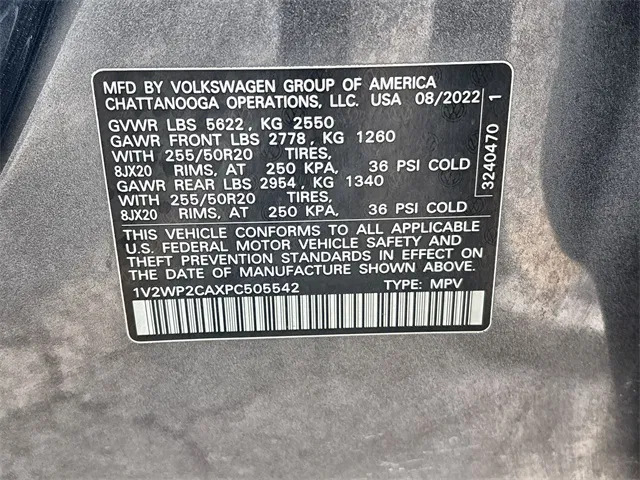 MFD BY VOLKSWAGEN GROUP OF AMERICA
CHATTANOOGA OPERATIONS, LLC. USA 08/2022
GVWR LBS 5622, KG 2550
GAWR FRONT LBS 2778, KG 1260
WITH 255/50R20 TIRES,
8JX20 RIMS, AT 250 KPA, 36 PSI COLD
GAWR REAR LBS 2954, KG 1340
WITH 255/50R20 TIRES,
8JX20 RIMS, AT 250 KPA, 36 PSI COLD
THIS VEHICLE CONFORMS TO ALL APPLICABLE
U.S. FEDERAL MOTOR VEHICLE SAFETY AND
THEFT PREVENTION STANDARDS IN EFFECT ON
THE DATE OF MANUFACTURE SHOWN ABOVE.
1V2WP2CAXPC505542 TYPE: MPV
3240470 1